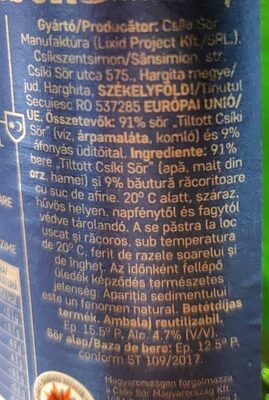 Gyártó/Producător: Csíki Sör
Manufaktúra (Lixid Project Kft./SRL),
Csíkszentsimon/Sânsimion, str.
Csíki Sör utca 575., Hargita megye/
jud. Harghita, SZÉKELYFÖLD!/Ținutul
Secuiesc RO 537285 EURÓPAI UNIÓ/
UE. Összetevők: 91% sör „Tiltott Csíki
Sör” (víz, árpamaláta, komló) és 9%
áfonyás üdítőital. Ingrediente: 91%
bere „Tiltott Csíki Sör” (apă, malț din
orz, hamei) și 9% băutură răcoritoare
cu suc de afine. 20° C alatt, száraz,
hűvös helyen, napfénytől és fagytól
védve tárolandó. A se păstra la loc
uscat și răcoros, sub temperatura
de 20° C, ferit de razele soarelui și
de îngheț. Az időnként fellépő
üledék képződés természetes
jelenség. Apariția sedimentului
este un fenomen natural. Betétdíjas
termék. Ambalaj reutilizabil.
Ep. 15.5° P. Alc. 4.7% (V/V).
Sör alap/Baza de bere: Ep. 12.5° P.
conform ST 109/2017.
Magyarországon forgalmazza
a Csíki Sör Magyarország Kft.